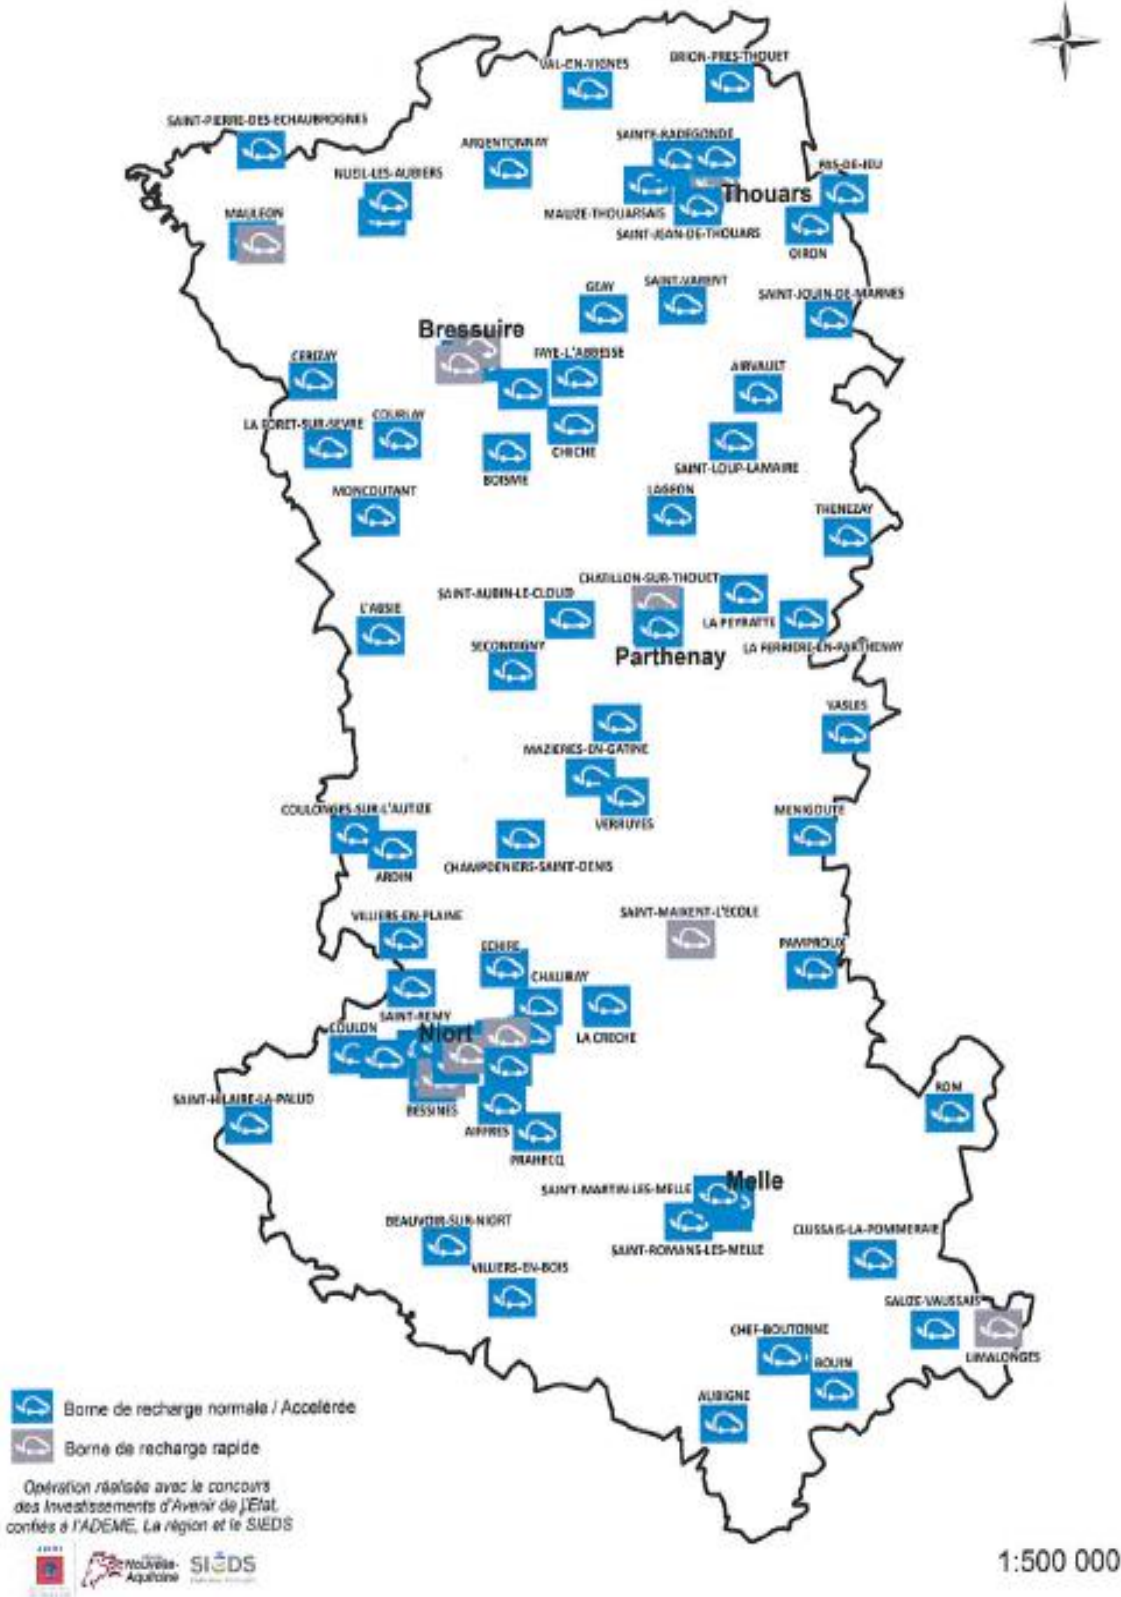 VAL-EN-VIGNES
BRION-PRES-THOUET
SAINT-PIERRE-DES-ECHAUBROGNES
ARGENTONNAY
SAINTE-RADEGONDE
NUEIL-LES-AUBIERS
PAS-DE-JEU
Thouars
MAULEON
MAUZE-THOUARSAIS
SAINT-JEAN-DE-THOUARS
OIRON
GEAY
SAINT-VARENT
SAINT-JOUIN-DE-MARNES
Bressuire
CERIZAY
FAYE-L'ABBESSE
AIRVAULT
LA FORET-SUR-SEVRE
COURLAY
CHICHE
SAINT-LOUP-LAMAIRE
BOISME
MONCOUTANT
LAGEON
THENEZAY
CHATILLON-SUR-THOUET
SAINT-AUBIN-LE-CLOUD
L'ABSIE
LA PEYRATTE
SECONDIGNY
LA FERRIERE-EN-PARTHENAY
Parthenay
VASLES
MAZIERES-EN-GATINE
COULONGES-SUR-L'AUTIZE
MENIGOUTE
VERRUYES
CHAMPDENIERS-SAINT-DENIS
ARDIN
VILLIERS-EN-PLAINE
SAINT-MAIXENT-L'ECOLE
ECHIRE
PAMPROUX
CHAURAY
SAINT-REMY
COULON
Niort
LA CRECHE
SAINT-HILAIRE-LA-PALUD
BESSINES
ROM
AIFFRES
PRAHECQ
Melle
SAINT-MARTIN-LES-MELLE
BEAUVOIR-SUR-NIORT
SAINT-ROMANS-LES-MELLE
CLUSSAIS-LA-POMMERAIE
VILLIERS-EN-BOIS
SAUZE-VAUSSAIS
CHEF-BOUTONNE
LIMALONGES
BOUIN
AUBIGNE
Borne de recharge normale / Accelérée
Borne de recharge rapide
Opération réalisée avec le concours
des Investissements d'Avenir de l'Etat,
confiés à l'ADEME, La région et le SIEDS
Nouvelle-
Aquitaine
SIEDS
1:500 000